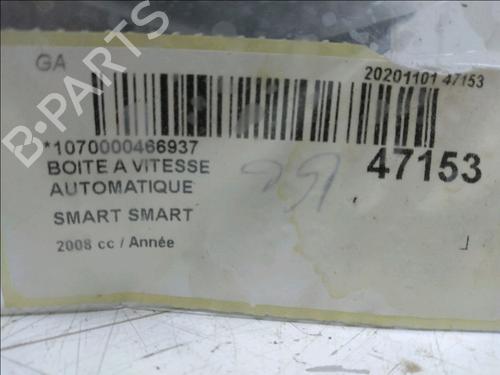 GA
20201101 47153
*1070000466937
47153
BOITE A VITESSE
AUTOMATIQUE
SMART SMART
2008 cc / Année
B-PARTS